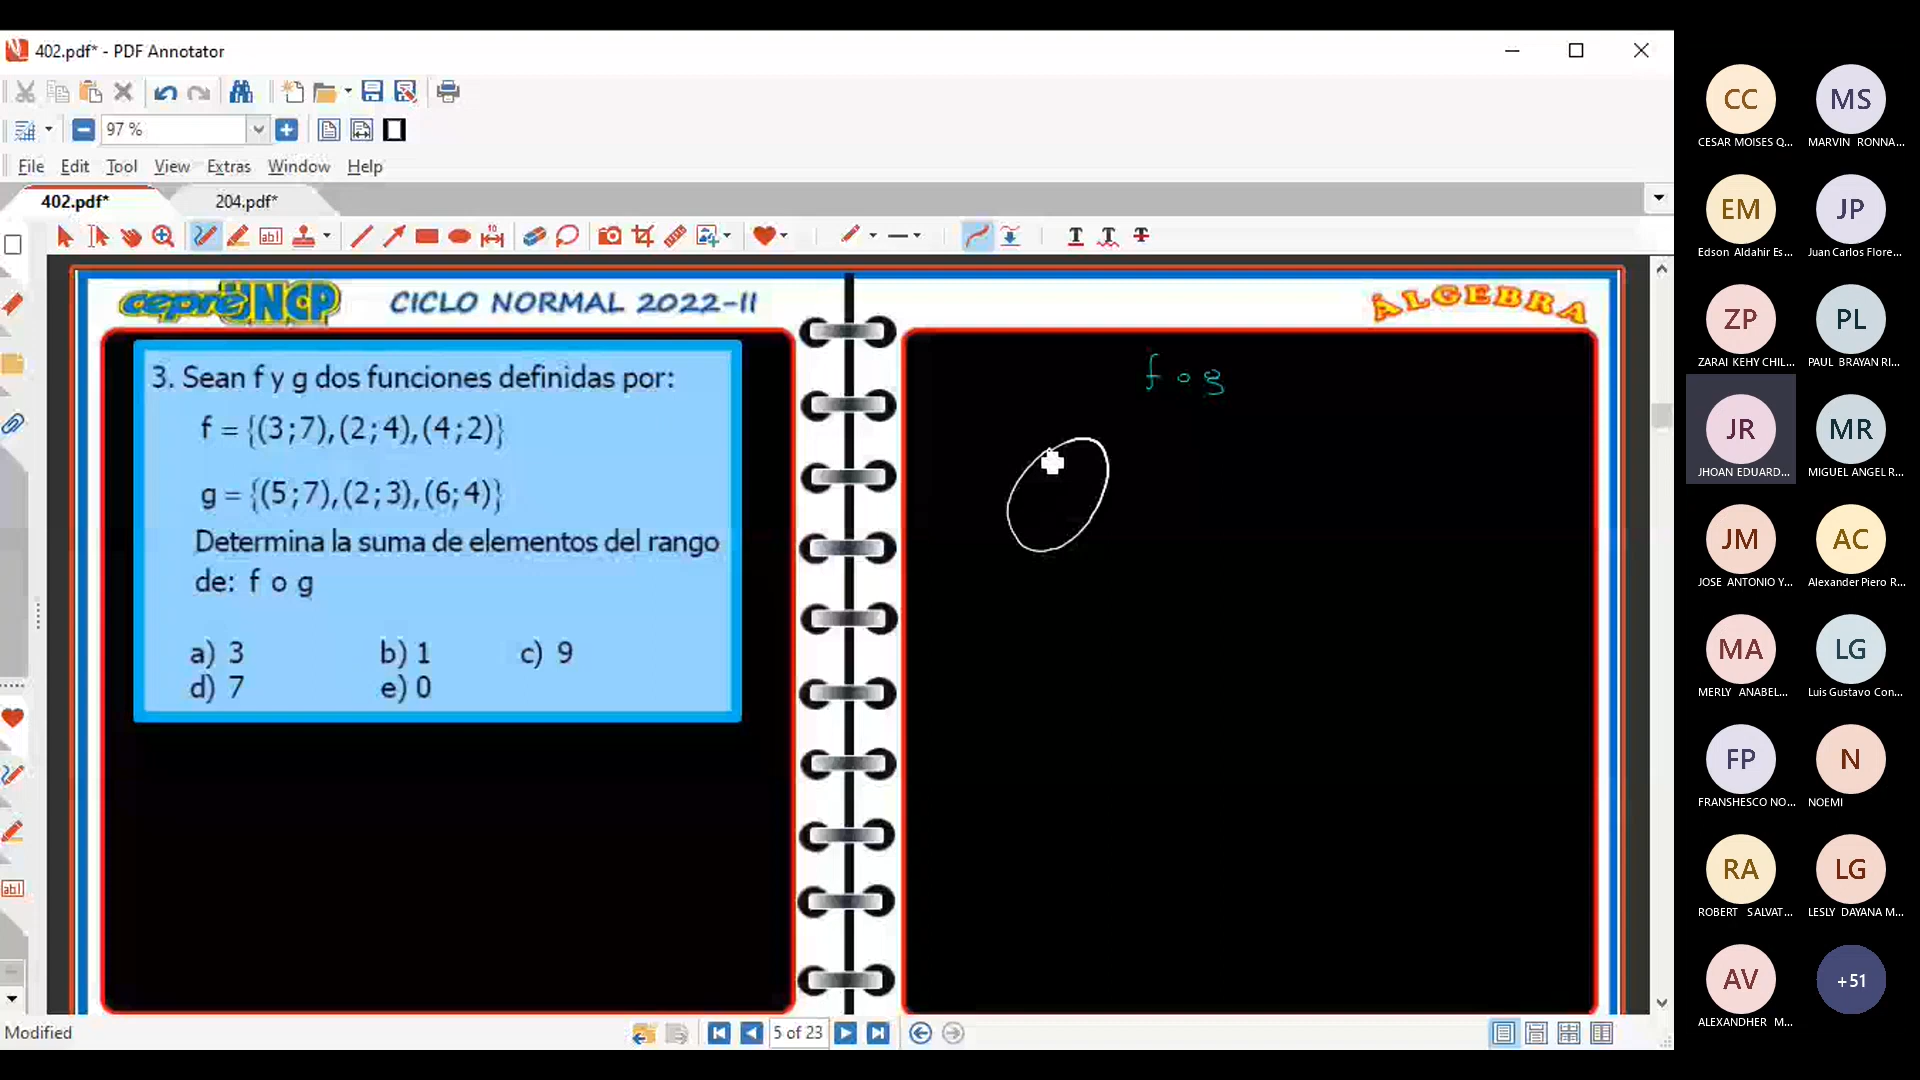 402.pdf* - PDF Annotator
97 %
File Edit Tool View Extras Window Help
402.pdf* 204.pdf*
cepre UNCP CICLO NORMAL 2022-II ÁLGEBRA
3. Sean f y g dos funciones definidas por:
f = {(3;7),(2;4),(4;2)}
g = {(5;7),(2;3),(6;4)}
Determina la suma de elementos del rango
de: f o g
a) 3 b) 1 c) 9
d) 7 e) 0
f o g
Modified
5 of 23
CC MS
CESAR MOISES Q... MARVIN RONNA...
EM JP
Edson Aldahir Es... Juan Carlos Flore...
ZP PL
ZARAI KEHY CHIL... PAUL BRAYAN RI...
JR MR
JHOAN EDUARD... MIGUEL ANGEL R...
JM AC
JOSE ANTONIO Y... Alexander Piero R...
MA LG
MERLY ANABEL... Luis Gustavo Con...
FP N
FRANSHESCO NO... NOEMI
RA LG
ROBERT SALVAT... LESLY DAYANA M...
AV +51
ALEXANDHER M...